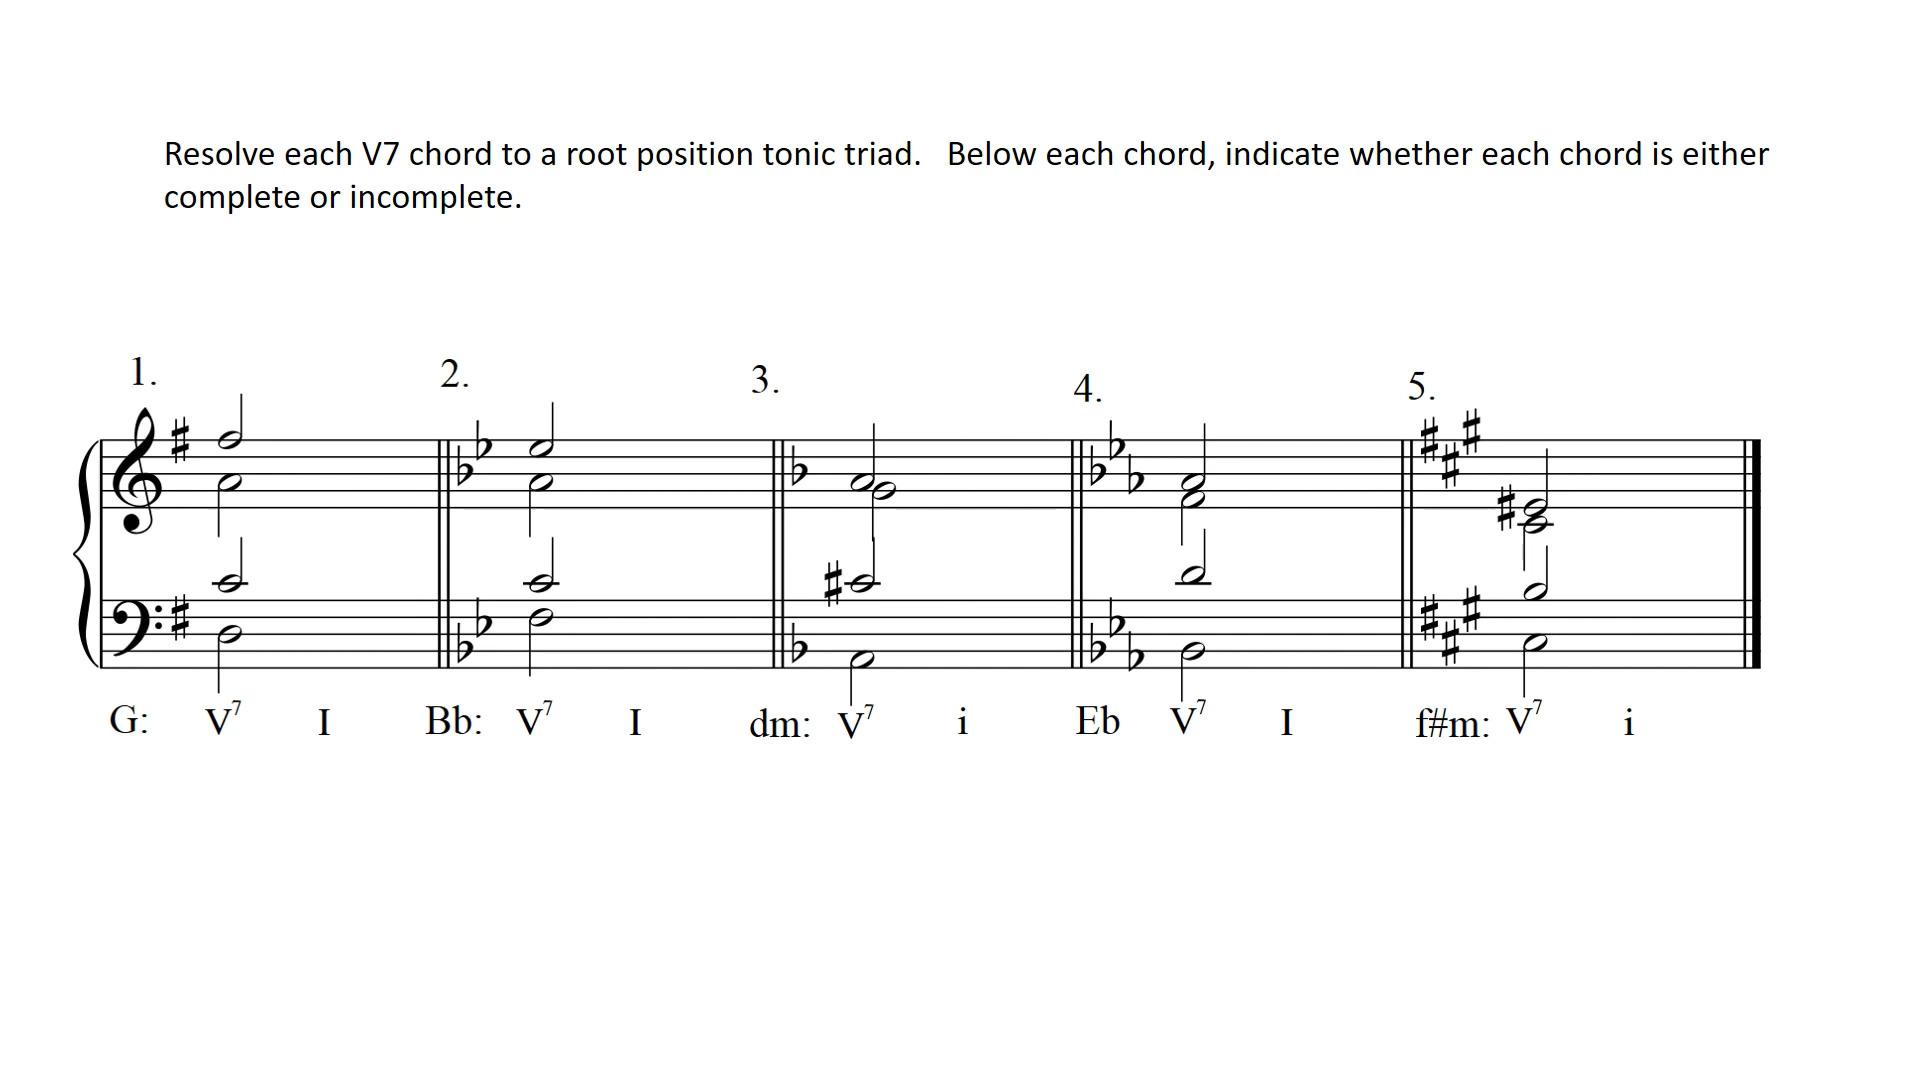 Resolve each V7 chord to a root position tonic triad.   Below each chord, indicate whether each chord is either
complete or incomplete.
1. 2. 3. 4. 5.
G: V7 I Bb: V7 I dm: V7 i Eb V7 I f#m: V7 i